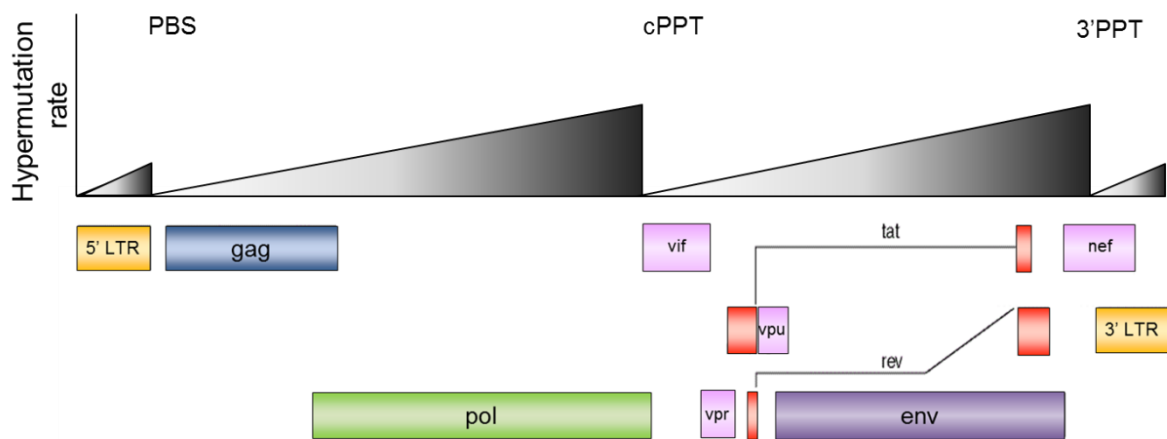 PBS
cPPT
3'PPT
Hypermutation
rate
5' LTR
gag
vif
tat
nef
vpu
3' LTR
rev
pol
vpr
env